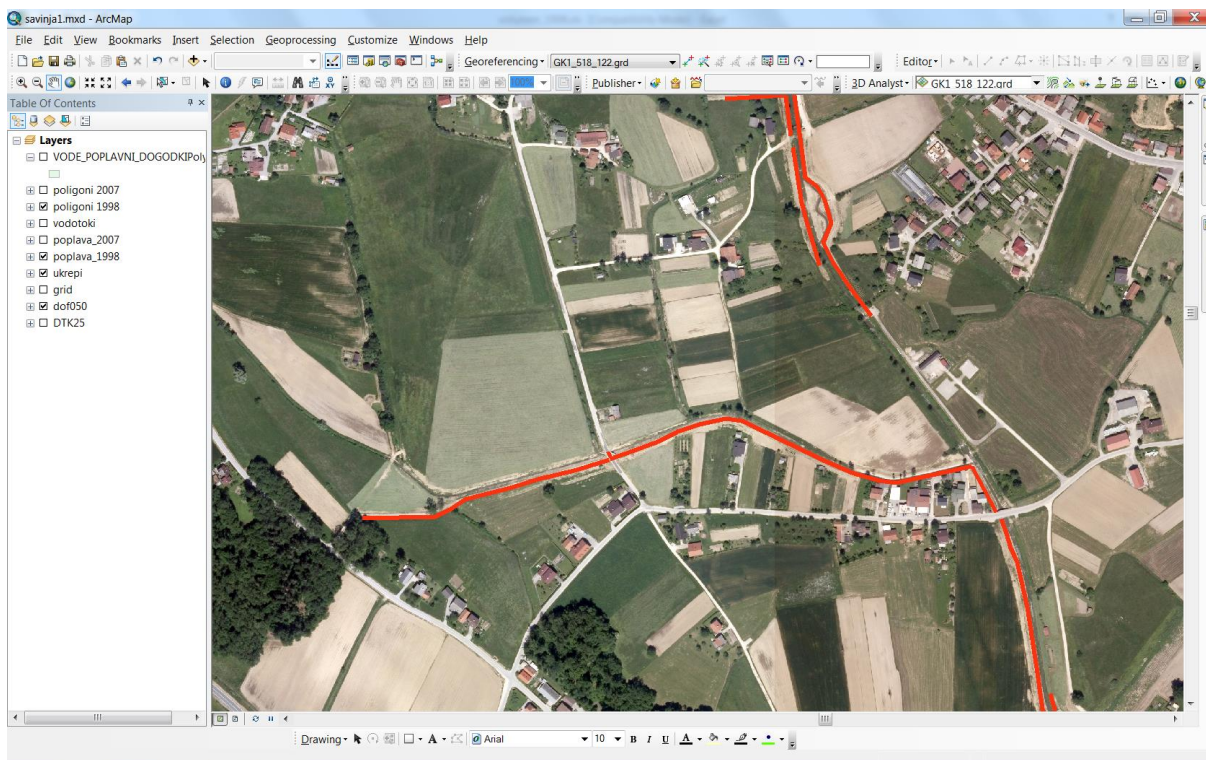 savinja1.mxd - ArcMap
File Edit View Bookmarks Insert Selection Geoprocessing Customize Windows Help
Georeferencing GK1_518_122.grd Editor
100% Publisher 3D Analyst GK1_518_122.grd
Table Of Contents
Layers
VODE_POPLAVNI_DOGODKIPoly
poligoni 2007
poligoni 1998
vodotoki
poplava_2007
poplava_1998
ukrepi
grid
dof050
DTK25
Drawing A Arial 10 B I U A